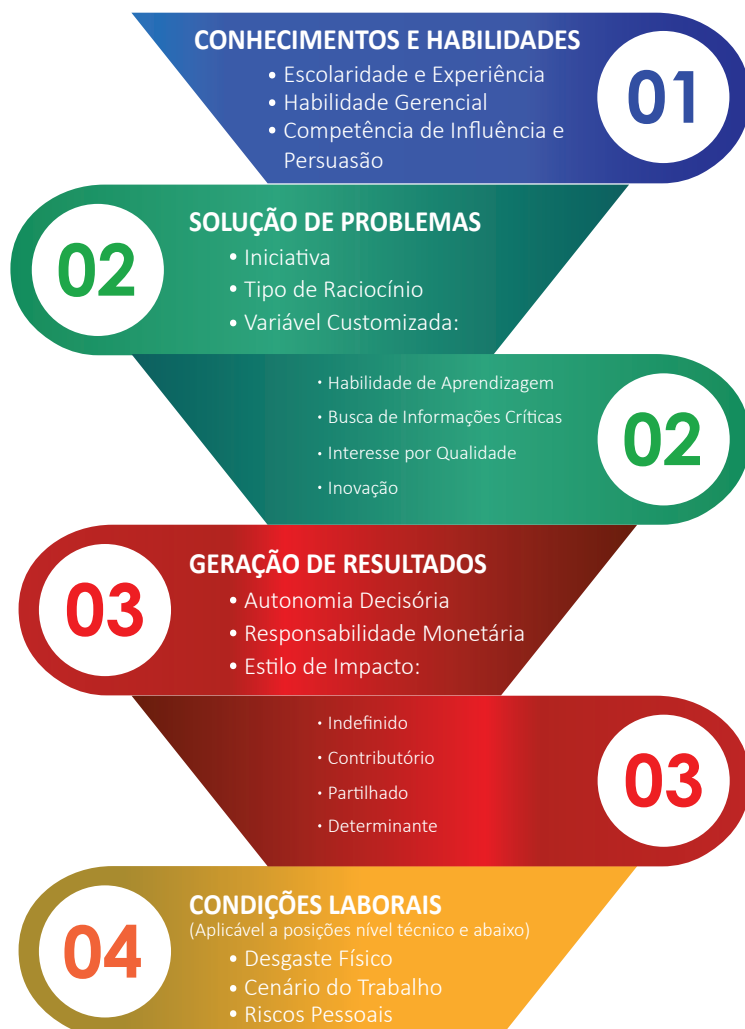 CONHECIMENTOS E HABILIDADES
• Escolaridade e Experiência
• Habilidade Gerencial
• Competência de Influência e
Persuasão
01
02
SOLUÇÃO DE PROBLEMAS
• Iniciativa
• Tipo de Raciocínio
• Variável Customizada:
• Habilidade de Aprendizagem
• Busca de Informações Críticas
• Interesse por Qualidade
• Inovação
02
03
GERAÇÃO DE RESULTADOS
• Autonomia Decisória
• Responsabilidade Monetária
• Estilo de Impacto:
• Indefinido
• Contributório
• Partilhado
• Determinante
03
04
CONDIÇÕES LABORAIS
(Aplicável a posições nível técnico e abaixo)
• Desgaste Físico
• Cenário do Trabalho
• Riscos Pessoais